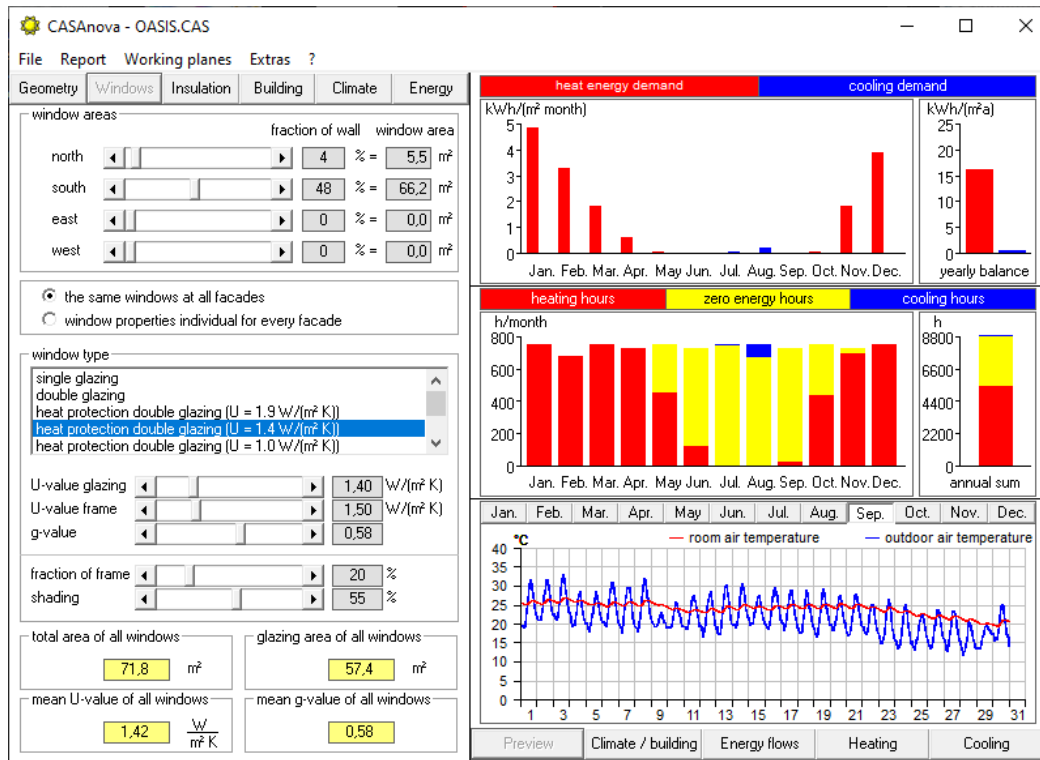 CASAnova - OASIS.CAS
File Report Working planes Extras ?
Geometry Windows Insulation Building Climate Energy
window areas
fraction of wall window area
north 4 % = 5,5 m²
south 48 % = 66,2 m²
east 0 % = 0,0 m²
west 0 % = 0,0 m²
the same windows at all facades
window properties individual for every facade
window type
single glazing
double glazing
heat protection double glazing (U = 1.9 W/(m² K))
heat protection double glazing (U = 1.4 W/(m² K))
heat protection double glazing (U = 1.0 W/(m² K))
U-value glazing 1,40 W/(m² K)
U-value frame 1,50 W/(m² K)
g-value 0,58
fraction of frame 20 %
shading 55 %
total area of all windows
71,8 m²
glazing area of all windows
57,4 m²
mean U-value of all windows
1,42 W
m² K
mean g-value of all windows
0,58
heat energy demand cooling demand
kWh/(m² month)
5
4
3
2
1
0
Jan. Feb. Mar. Apr. May Jun. Jul. Aug. Sep. Oct. Nov. Dec.
kWh/(m²a)
25
20
15
10
5
0
yearly balance
heating hours zero energy hours cooling hours
h/month
800
600
400
200
0
Jan. Feb. Mar. Apr. May Jun. Jul. Aug. Sep. Oct. Nov. Dec.
h
8800
6600
4400
2200
0
annual sum
Jan. Feb. Mar. Apr. May Jun. Jul. Aug. Sep. Oct. Nov. Dec.
°C room air temperature outdoor air temperature
40
35
30
25
20
15
10
5
0
1 3 5 7 9 11 13 15 17 19 21 23 25 27 29 31
Preview Climate / building Energy flows Heating Cooling